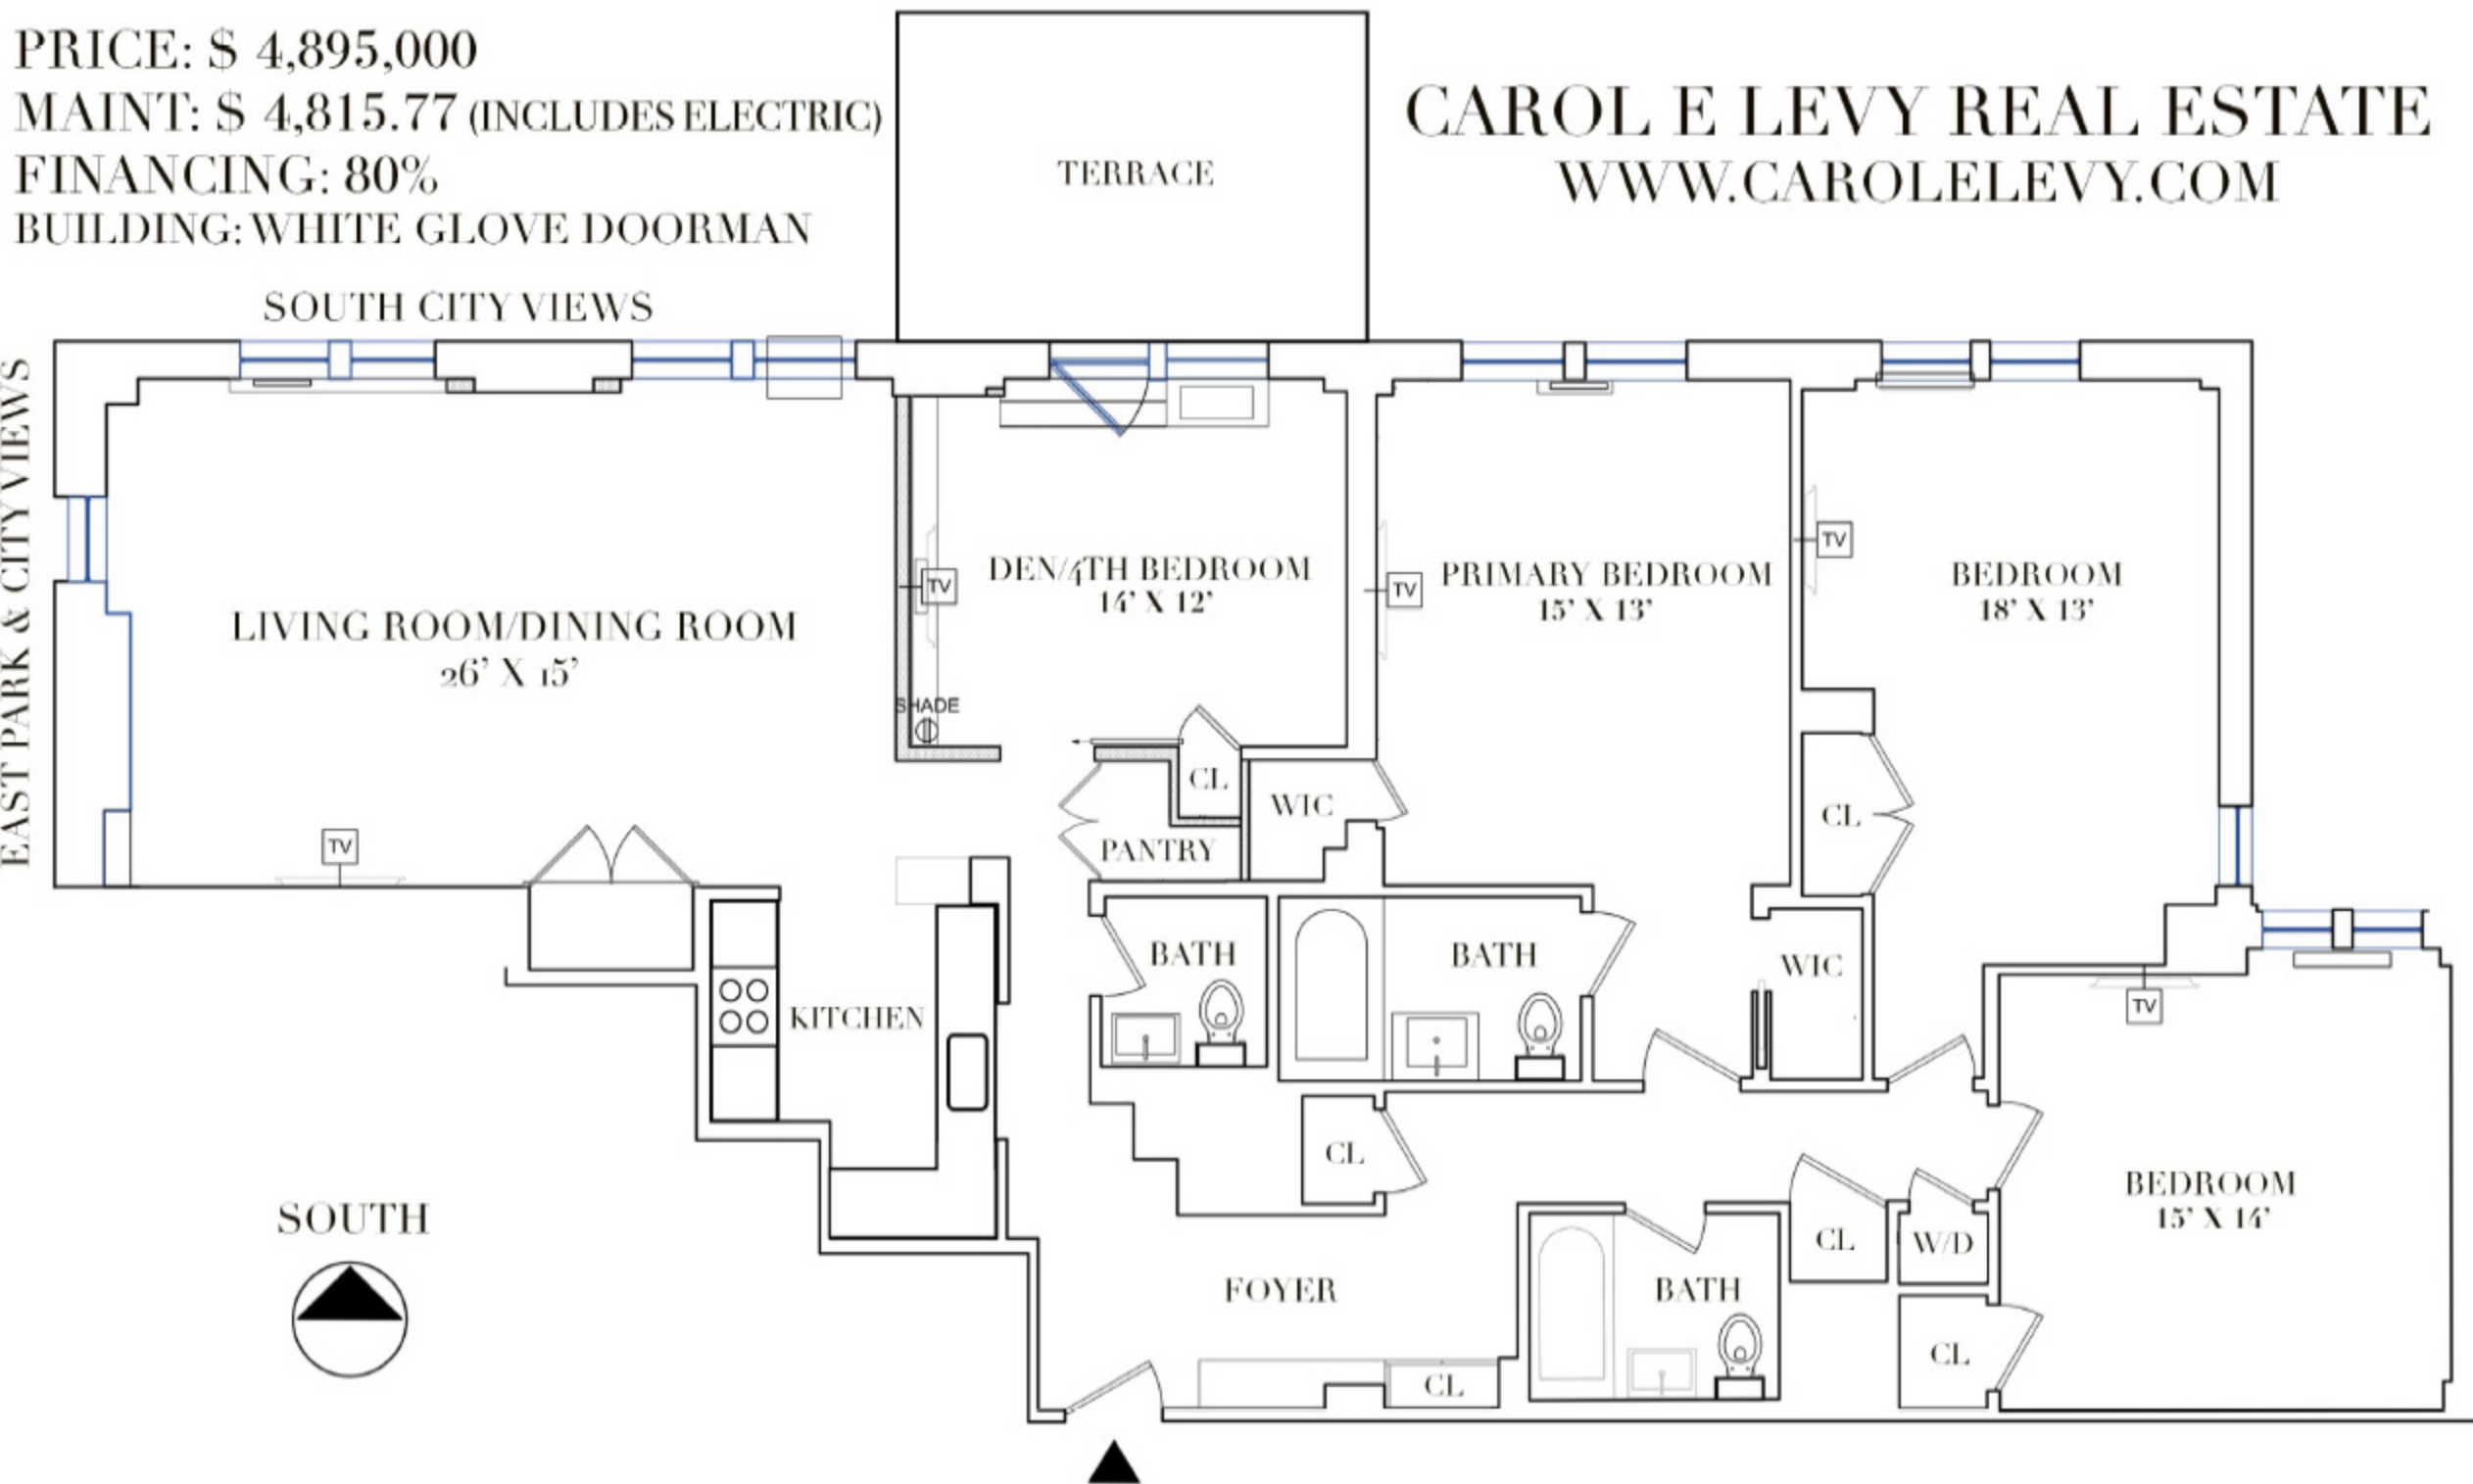 PRICE: $ 4,895,000
MAINT: $ 4,815.77 (INCLUDES ELECTRIC)
FINANCING: 80%
BUILDING: WHITE GLOVE DOORMAN
CAROL E LEVY REAL ESTATE
WWW.CAROLELEVY.COM
TERRACE
SOUTH CITY VIEWS
EAST PARK & CITY VIEWS
LIVING ROOM/DINING ROOM
26' X 15'
TV
TV
SHADE
DEN/4TH BEDROOM
14' X 12'
TV
PRIMARY BEDROOM
15' X 13'
TV
BEDROOM
18' X 13'
CL
WIC
PANTRY
CL
KITCHEN
BATH
BATH
WIC
TV
CL
BEDROOM
15' X 14'
SOUTH
FOYER
CL
BATH
CL
W/D
CL